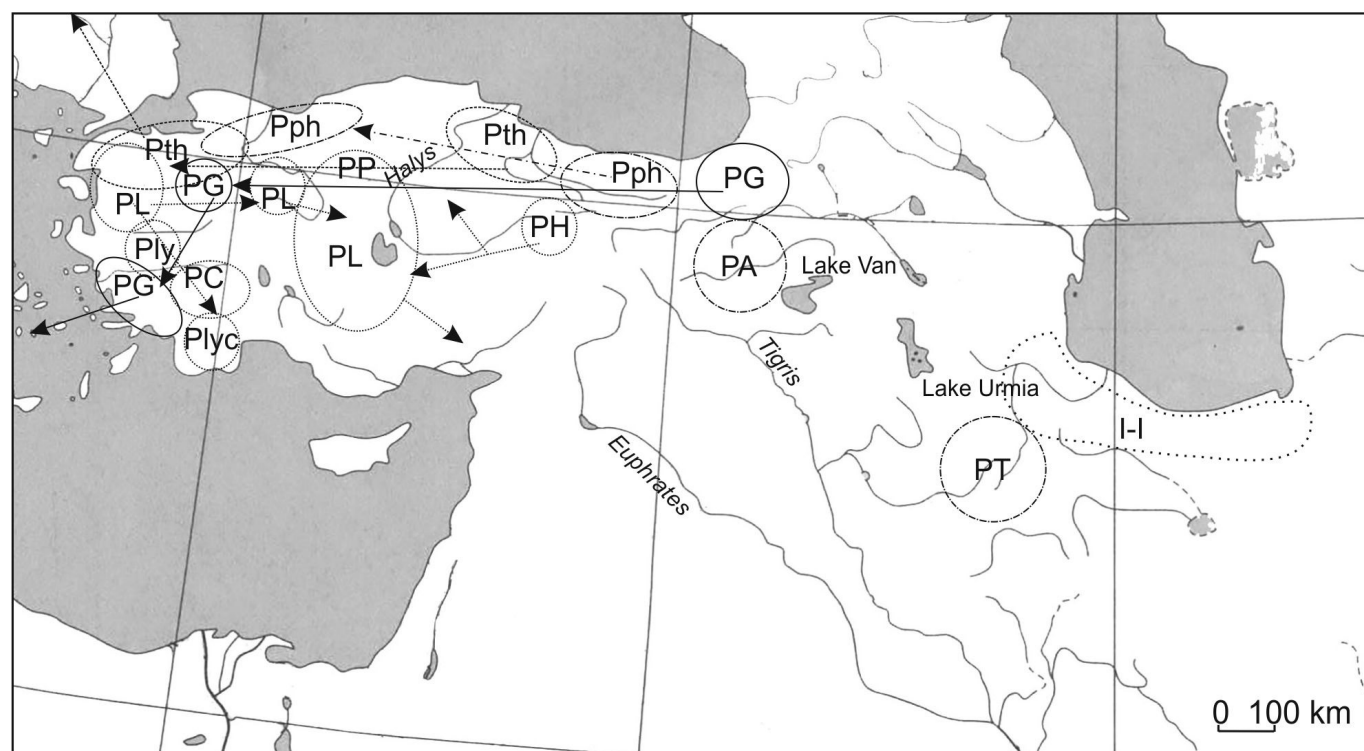 Pph
Pth
Pth
PP
Halys
Pph
PG
PG
PL
PL
PH
Ply
PL
PA
Lake Van
PG
PC
Plyc
Tigris
Lake Urmia
I-I
PT
Euphrates
0 100 km